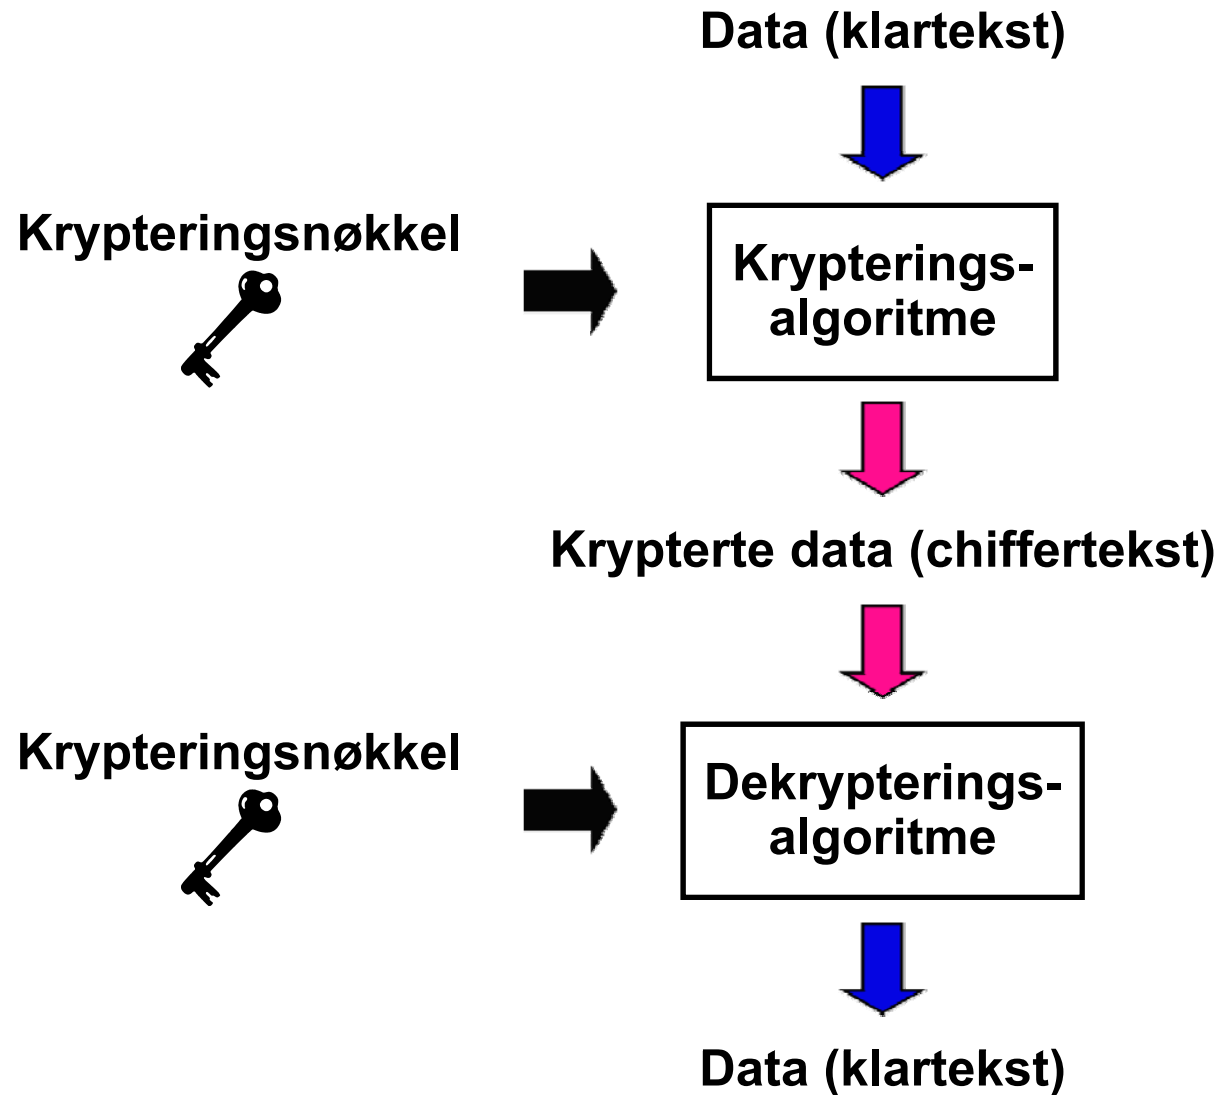 Data (klartekst)
Krypteringsnøkkel
Krypterings-
algoritme
Krypterte data (chiffertekst)
Krypteringsnøkkel
Dekrypterings-
algoritme
Data (klartekst)